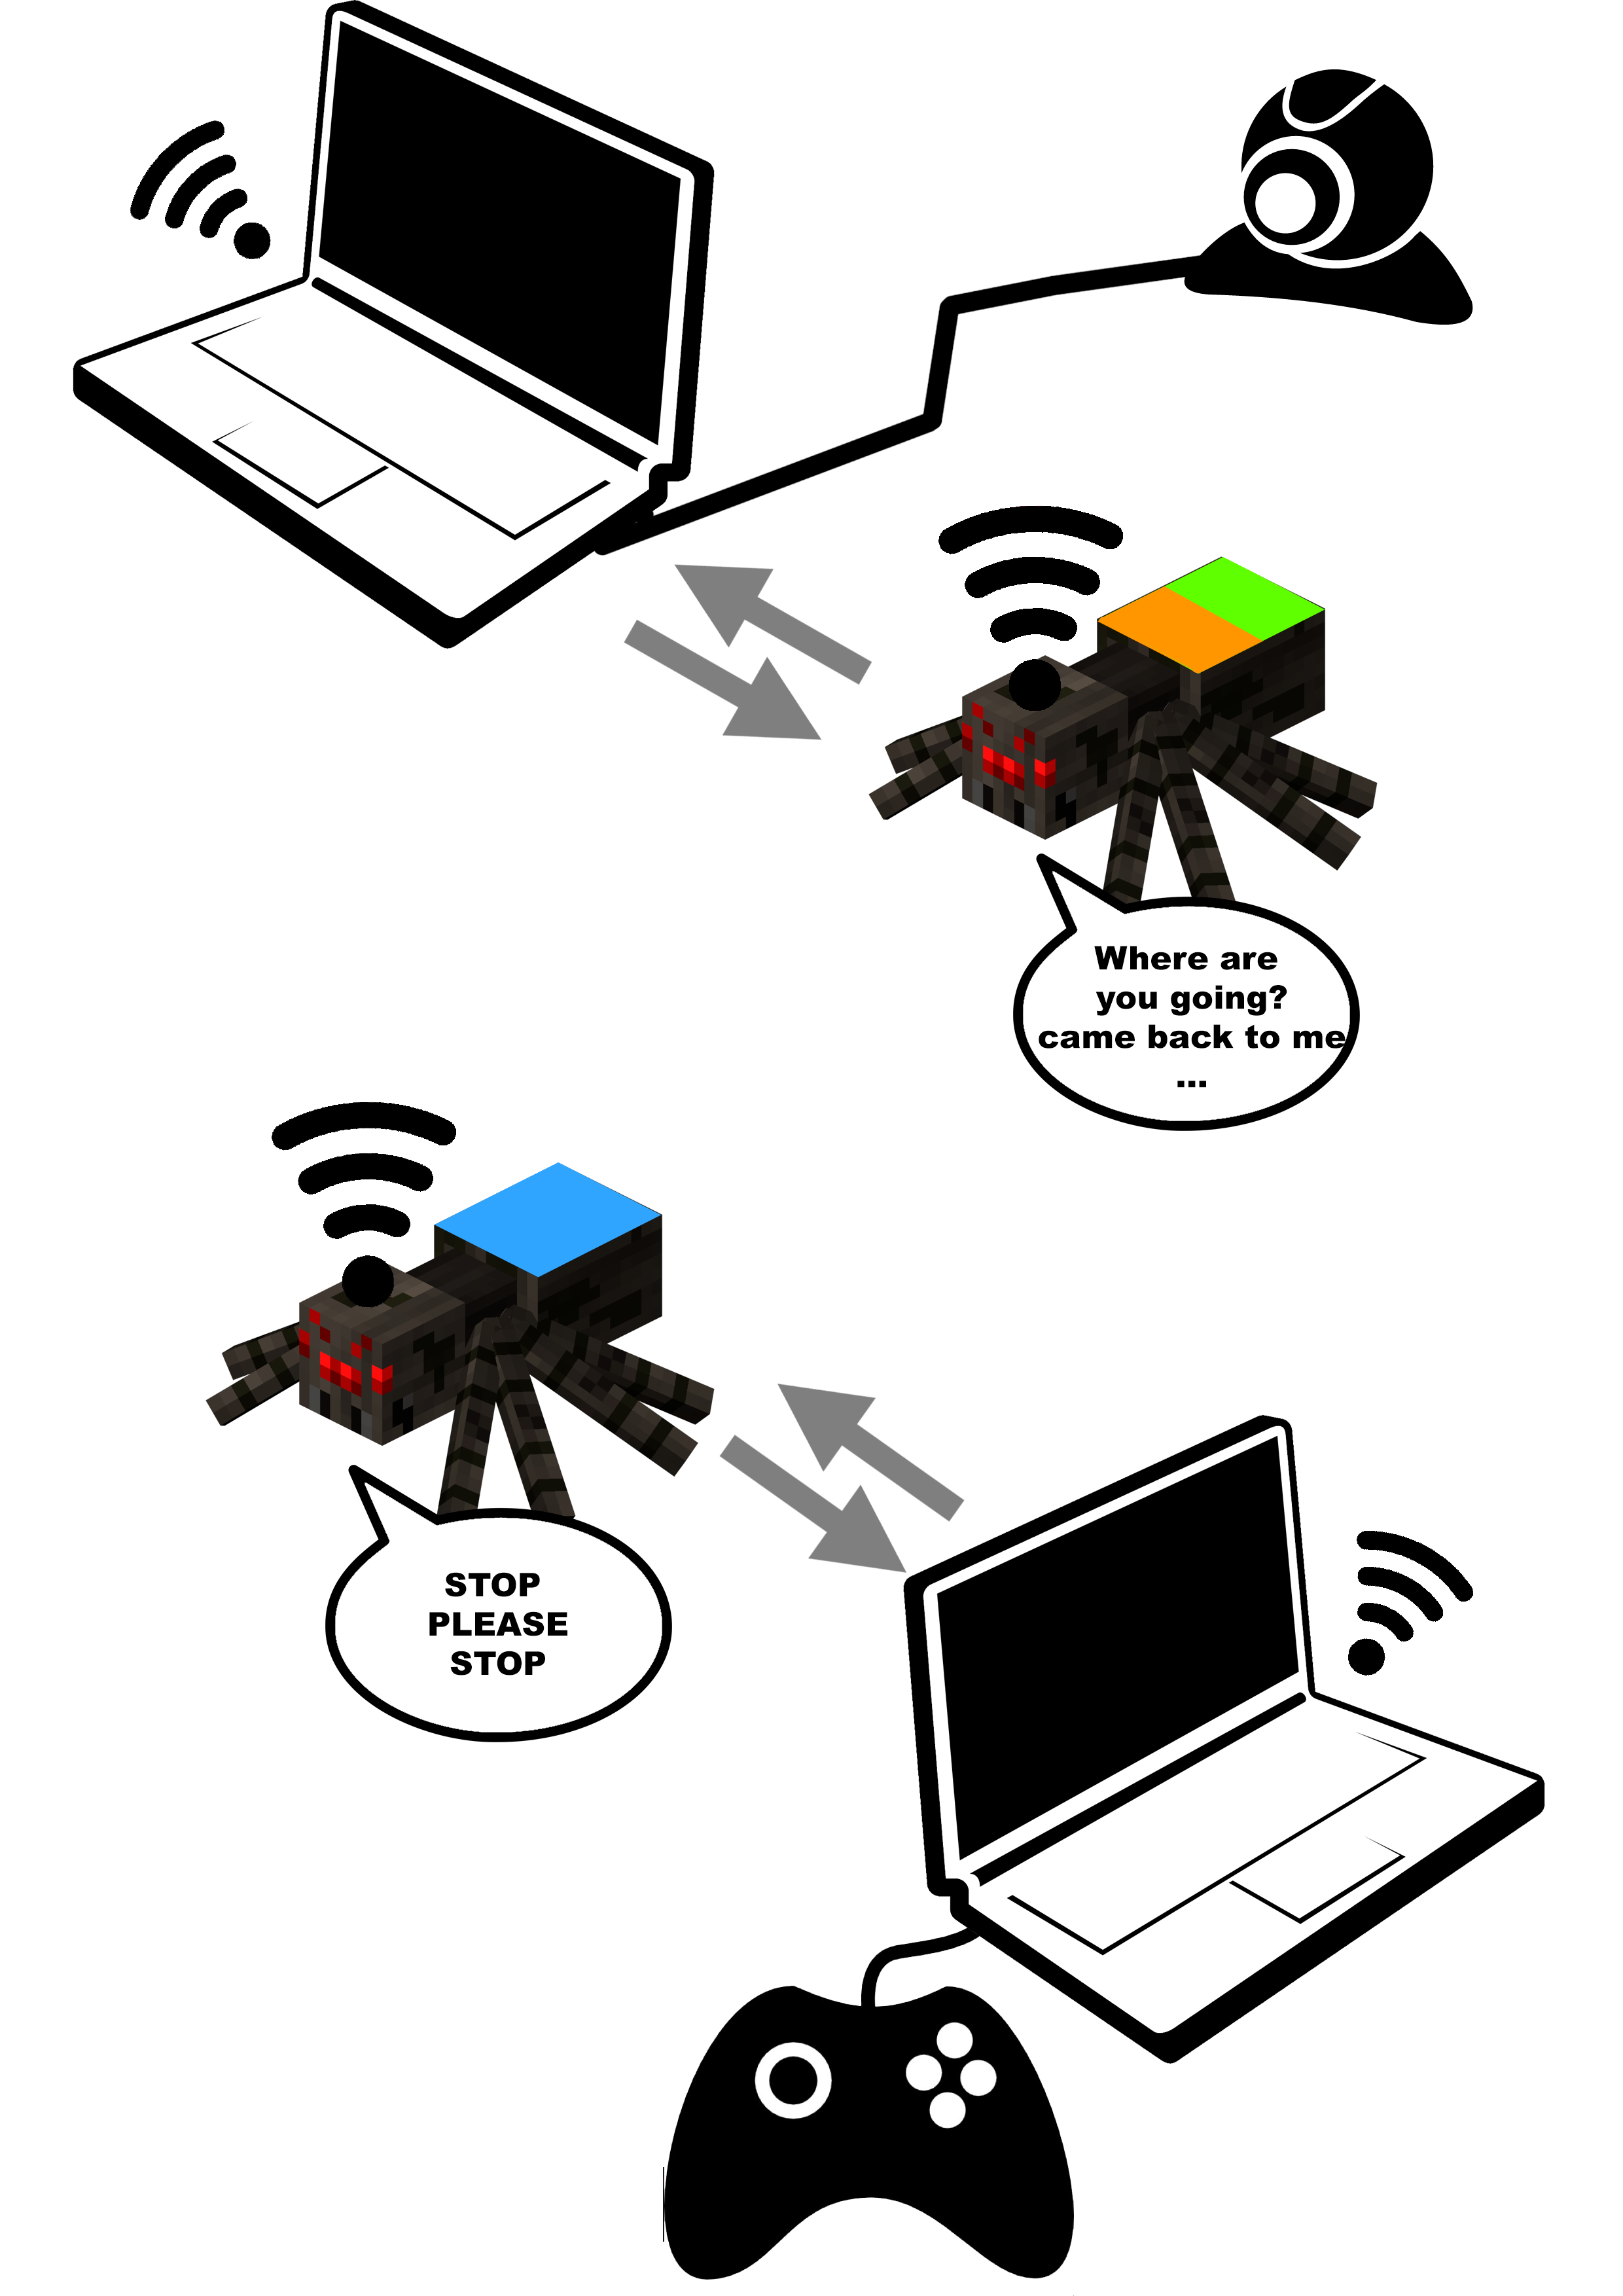 Where are
you going?
came back to me
...
STOP
PLEASE
STOP